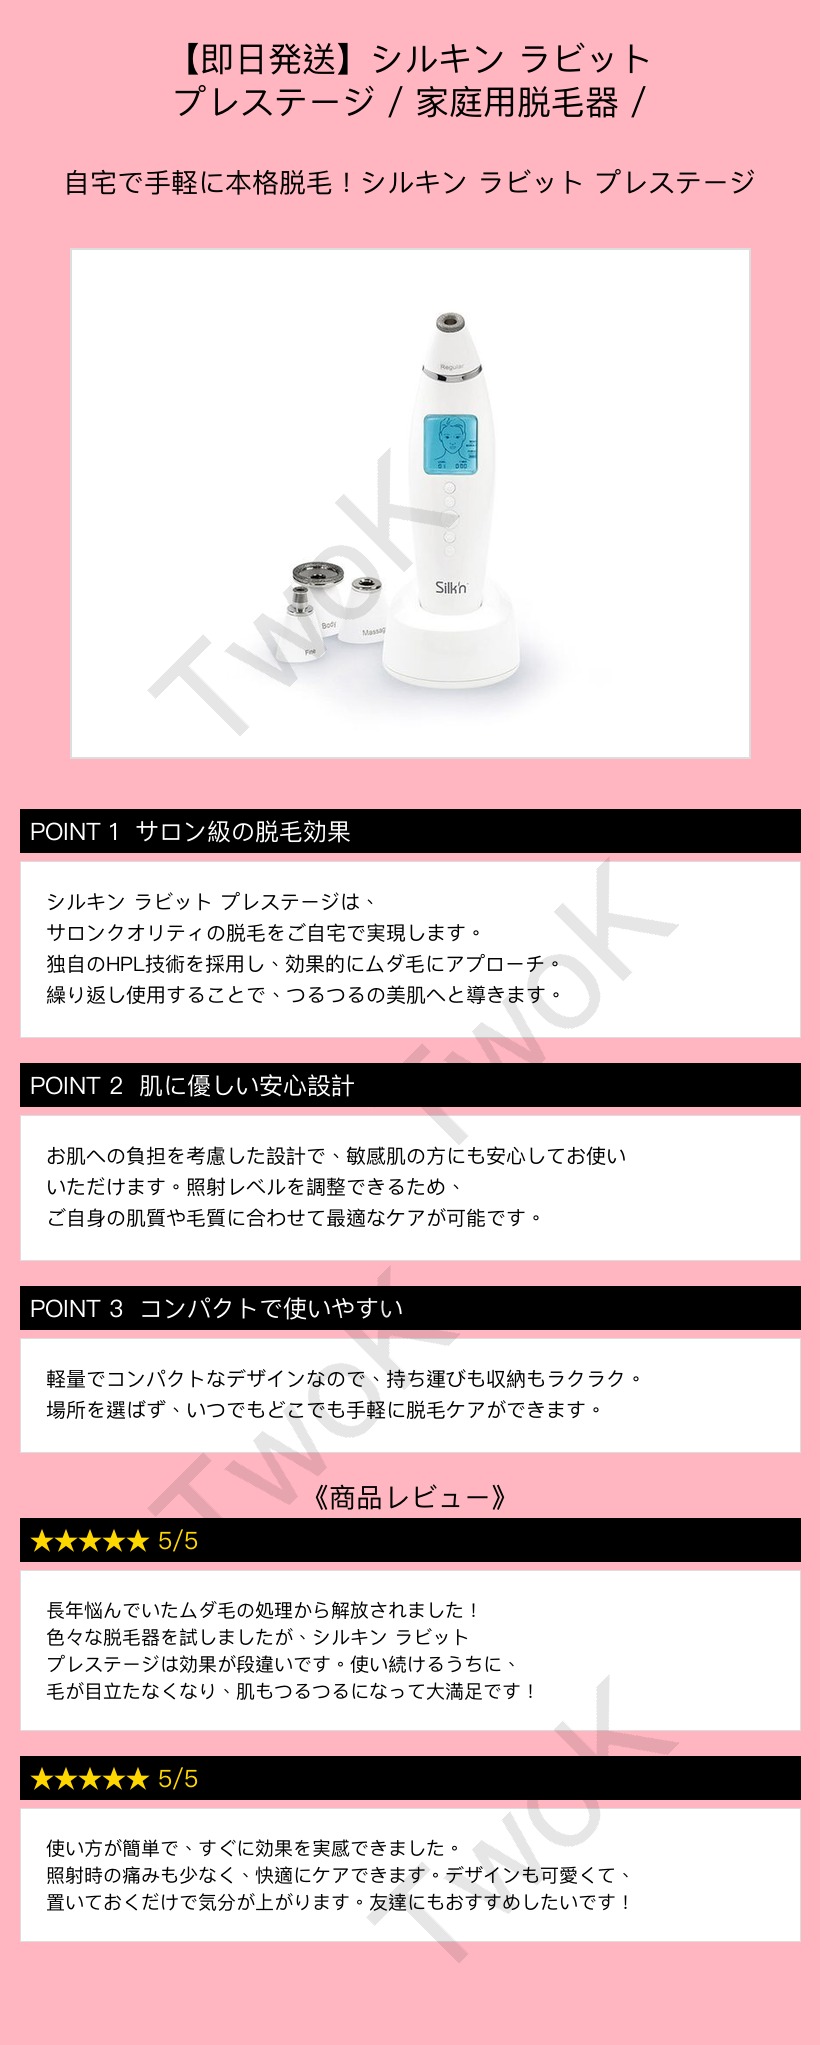 【即日発送】シルキン ラビット
プレステージ / 家庭用脱毛器 /
自宅で手軽に本格脱毛！シルキン ラビット プレステージ
Regular
Silk'n
Body
Massag
Fine
TwoK
POINT 1 サロン級の脱毛効果
シルキン ラビット プレステージは、
サロンクオリティの脱毛をご自宅で実現します。
独自のHPL技術を採用し、効果的にムダ毛にアプローチ。
繰り返し使用することで、つるつるの美肌へと導きます。
TwoK
POINT 2 肌に優しい安心設計
お肌への負担を考慮した設計で、敏感肌の方にも安心してお使い
いただけます。照射レベルを調整できるため、
ご自身の肌質や毛質に合わせて最適なケアが可能です。
POINT 3 コンパクトで使いやすい
軽量でコンパクトなデザインなので、持ち運びも収納もラクラク。
場所を選ばず、いつでもどこでも手軽に脱毛ケアができます。
TwoK
《商品レビュー》
★★★★★ 5/5
長年悩んでいたムダ毛の処理から解放されました！
色々な脱毛器を試しましたが、シルキン ラビット
プレステージは効果が段違いです。使い続けるうちに、
毛が目立たなくなり、肌もつるつるになって大満足です！
★★★★★ 5/5
使い方が簡単で、すぐに効果を実感できました。
照射時の痛みも少なく、快適にケアできます。デザインも可愛くて、
置いておくだけで気分が上がります。友達にもおすすめしたいです！
TwoK